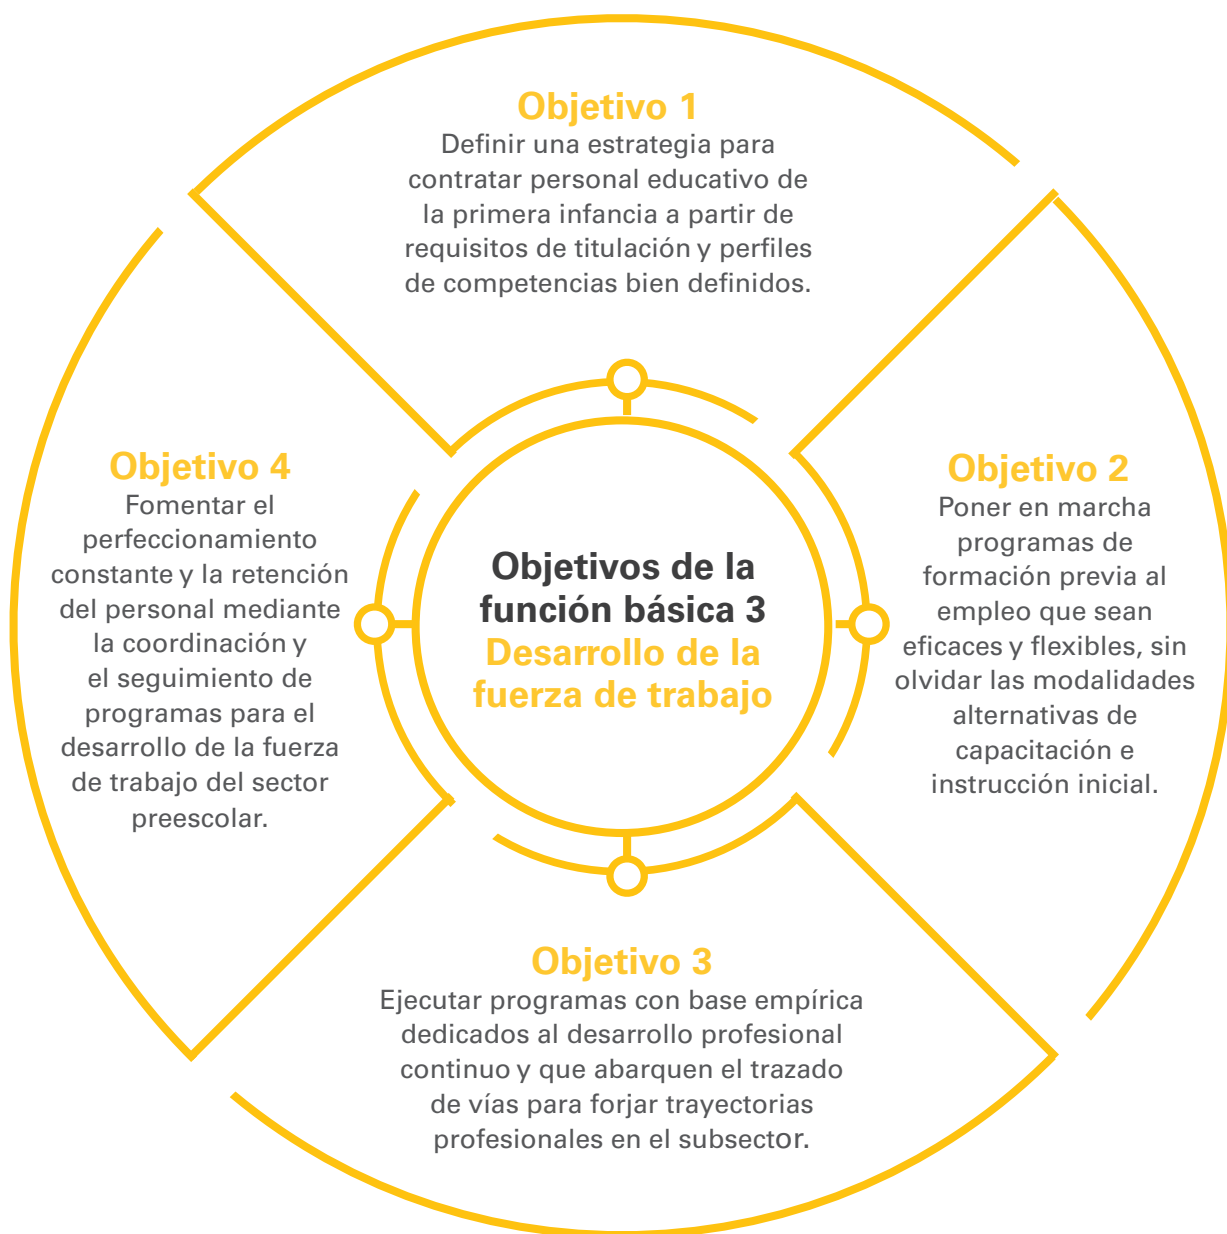 Objetivo 1
Definir una estrategia para
contratar personal educativo de
la primera infancia a partir de
requisitos de titulación y perfiles
de competencias bien definidos.
Objetivo 2
Poner en marcha
programas de
formación previa al
empleo que sean
eficaces y flexibles, sin
olvidar las modalidades
alternativas de
capacitación e
instrucción inicial.
Objetivo 3
Ejecutar programas con base empírica
dedicados al desarrollo profesional
continuo y que abarquen el trazado
de vías para forjar trayectorias
profesionales en el subsector.
Objetivo 4
Fomentar el
perfeccionamiento
constante y la retención
del personal mediante
la coordinación y
el seguimiento de
programas para el
desarrollo de la fuerza
de trabajo del sector
preescolar.
Objetivos de la
función básica 3
Desarrollo de la
fuerza de trabajo